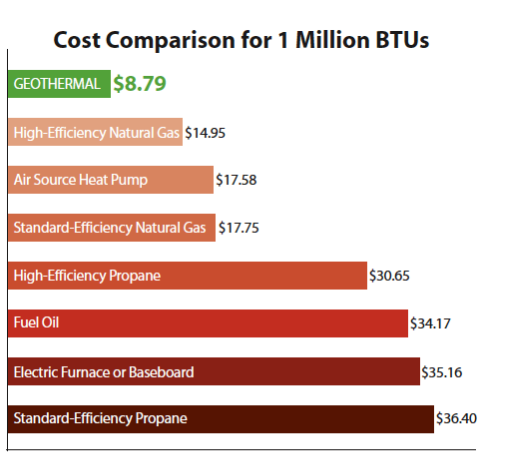 Cost Comparison for 1 Million BTUs
GEOTHERMAL $8.79
High-Efficiency Natural Gas $14.95
Air Source Heat Pump $17.58
Standard-Efficiency Natural Gas $17.75
High-Efficiency Propane $30.65
Fuel Oil $34.17
Electric Furnace or Baseboard $35.16
Standard-Efficiency Propane $36.40